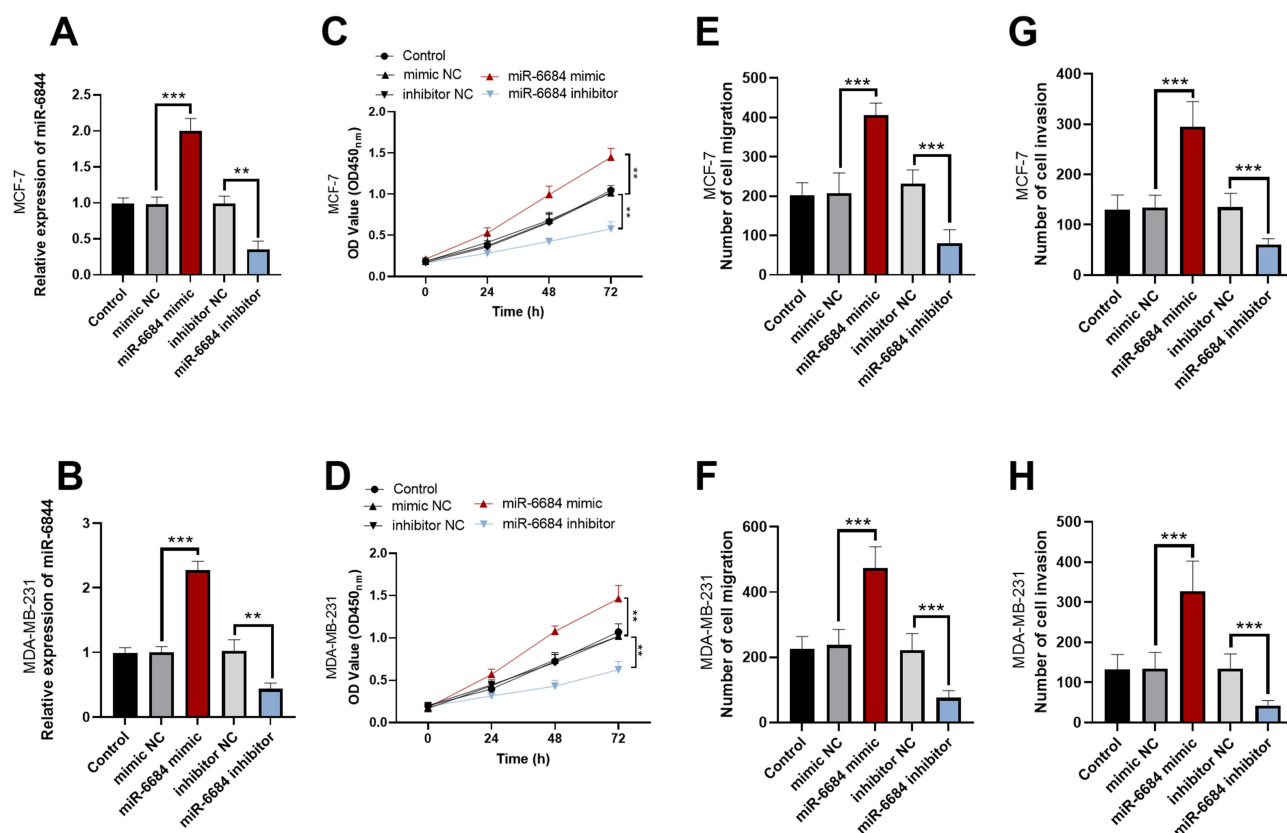 A
MCF-7
Relative expression of miR-6844
2.5
2.0
1.5
1.0
0.5
0.0
***
**
Control
mimic NC
miR-6684 mimic
inhibitor NC
miR-6684 inhibitor
C
Control
mimic NC
inhibitor NC
miR-6684 mimic
miR-6684 inhibitor
MCF-7
OD Value (OD450nm)
2.0
1.5
1.0
0.5
0.0
**
**
0 24 48 72
Time (h)
E
MCF-7
Number of cell migration
500
400
300
200
100
0
***
***
Control
mimic NC
miR-6684 mimic
inhibitor NC
miR-6684 inhibitor
G
MCF-7
Number of cell invasion
400
300
200
100
0
***
***
Control
mimic NC
miR-6684 mimic
inhibitor NC
miR-6684 inhibitor
B
MDA-MB-231
Relative expression of miR-6844
3
2
1
0
***
**
Control
mimic NC
miR-6684 mimic
inhibitor NC
miR-6684 inhibitor
D
Control
mimic NC
inhibitor NC
miR-6684 mimic
miR-6684 inhibitor
MDA-MB-231
OD Value (OD450nm)
2.0
1.5
1.0
0.5
0.0
**
**
0 24 48 72
Time (h)
F
MDA-MB-231
Number of cell migration
600
400
200
0
***
***
Control
mimic NC
miR-6684 mimic
inhibitor NC
miR-6684 inhibitor
H
MDA-MB-231
Number of cell invasion
500
400
300
200
100
0
***
***
Control
mimic NC
miR-6684 mimic
inhibitor NC
miR-6684 inhibitor